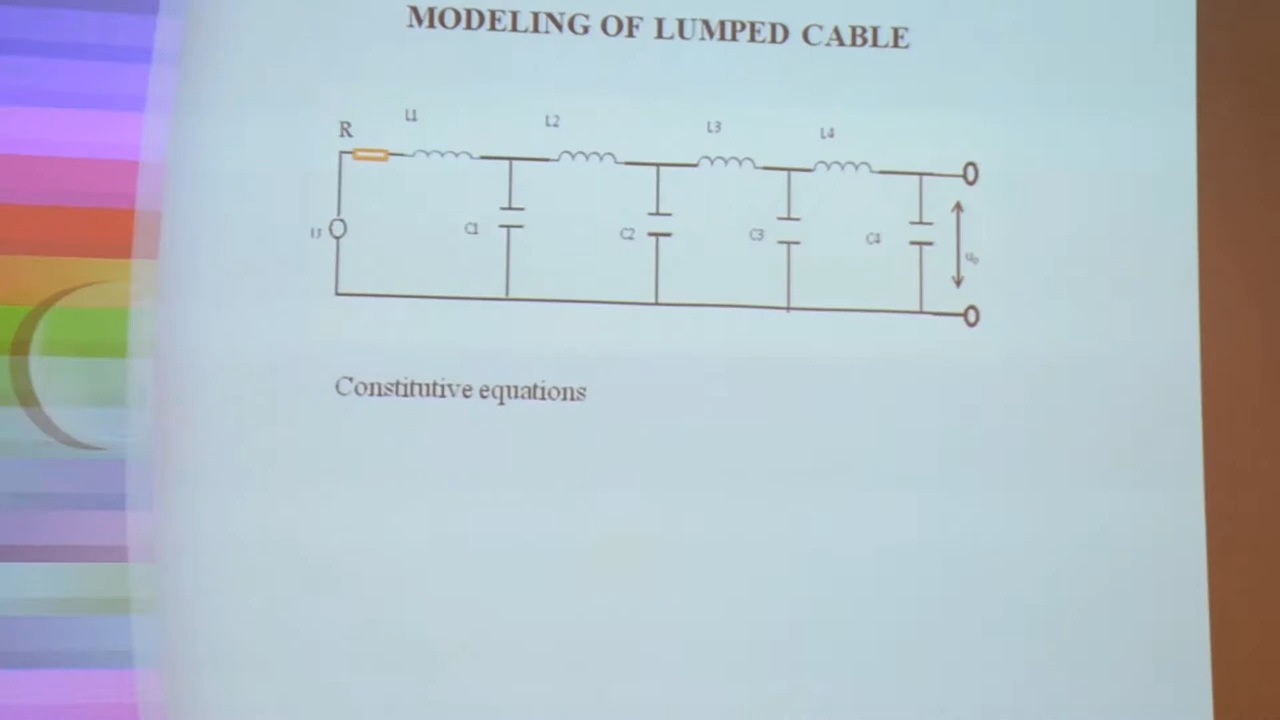 MODELING OF LUMPED CABLE
R L1 L2 L3 L4
C1 C2 C3 C4
Constitutive equations